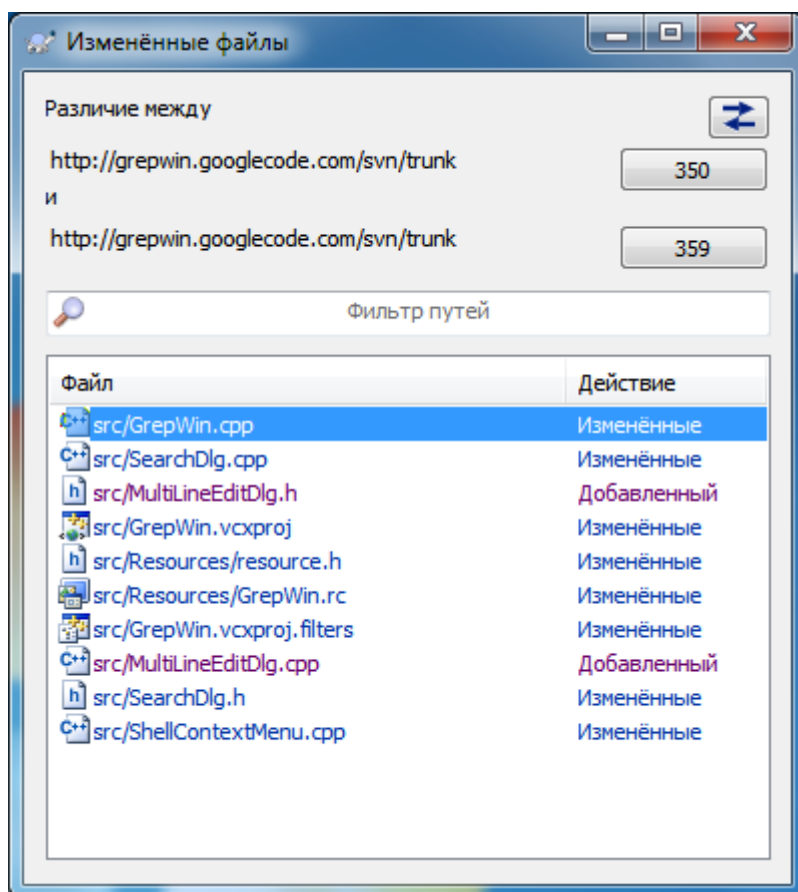 Изменённые файлы
Различие между
http://grepwin.googlecode.com/svn/trunk 350
и
http://grepwin.googlecode.com/svn/trunk 359
Фильтр путей
Файл Действие
src/GrepWin.cpp Изменённые
src/SearchDlg.cpp Изменённые
src/MultiLineEditDlg.h Добавленный
src/GrepWin.vcxproj Изменённые
src/Resources/resource.h Изменённые
src/Resources/GrepWin.rc Изменённые
src/GrepWin.vcxproj.filters Изменённые
src/MultiLineEditDlg.cpp Добавленный
src/SearchDlg.h Изменённые
src/ShellContextMenu.cpp Изменённые